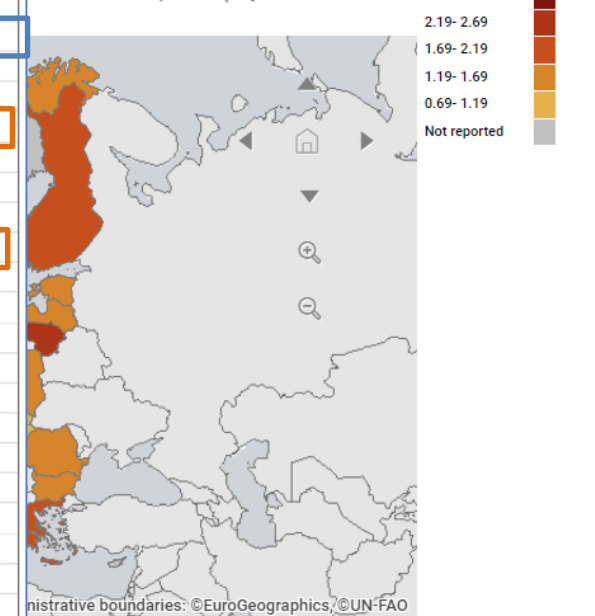 2.19- 2.69
1.69- 2.19
1.19- 1.69
0.69- 1.19
Not reported
nistrative boundaries: ©EuroGeographics, ©UN-FAO